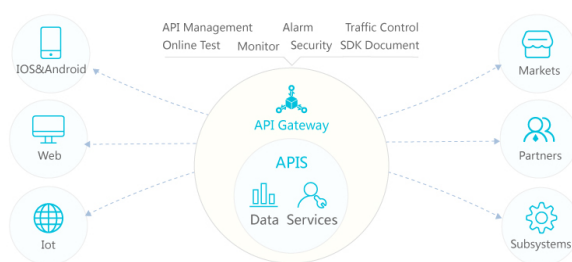 API Management Alarm Traffic Control
Online Test Monitor Security SDK Document
IOS&Android
Markets
API Gateway
Web
Partners
APIS
Data Services
Iot
Subsystems